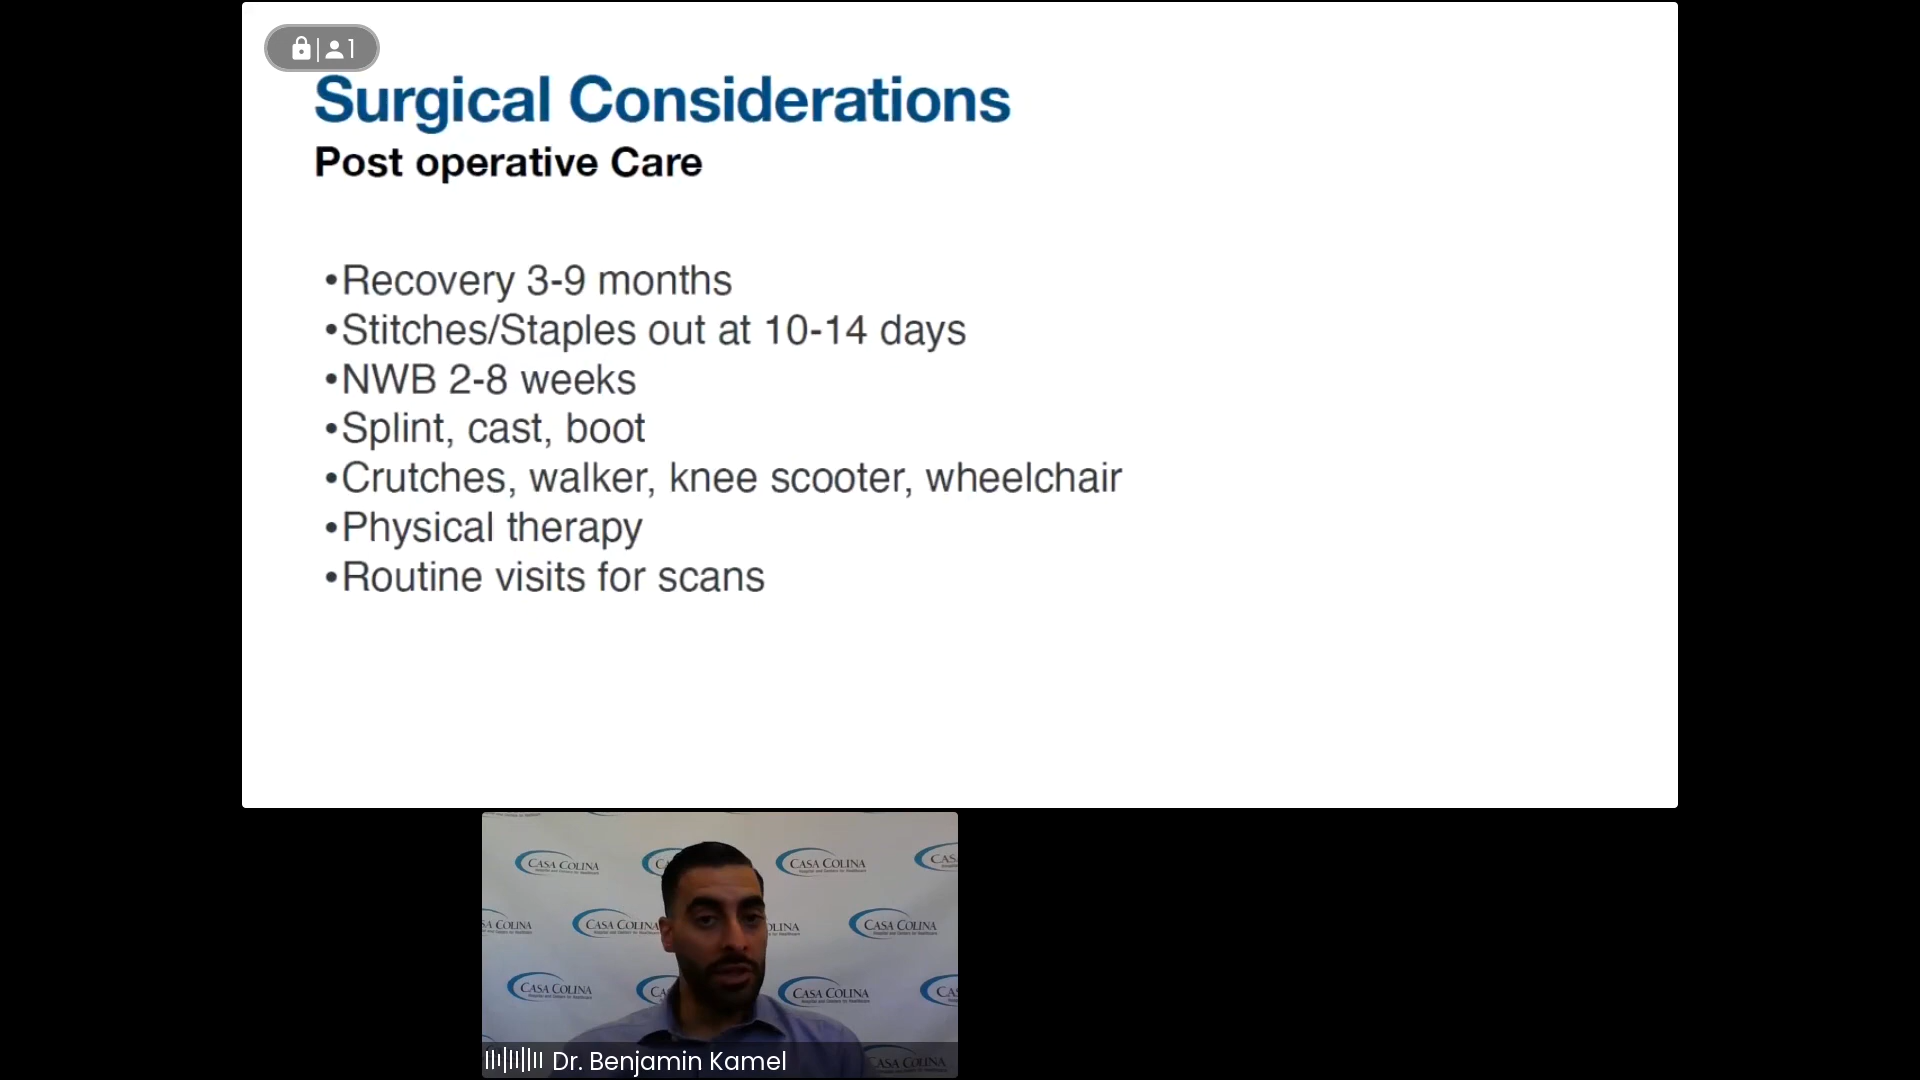 1
Surgical Considerations
Post operative Care
•Recovery 3-9 months
•Stitches/Staples out at 10-14 days
•NWB 2-8 weeks
•Splint, cast, boot
•Crutches, walker, knee scooter, wheelchair
•Physical therapy
•Routine visits for scans
CASA COLINA
CASA COLINA
CAS
CASA COLINA
CASA COLINA
CASA COLINA
CASA COLINA
Dr. Benjamin Kamel